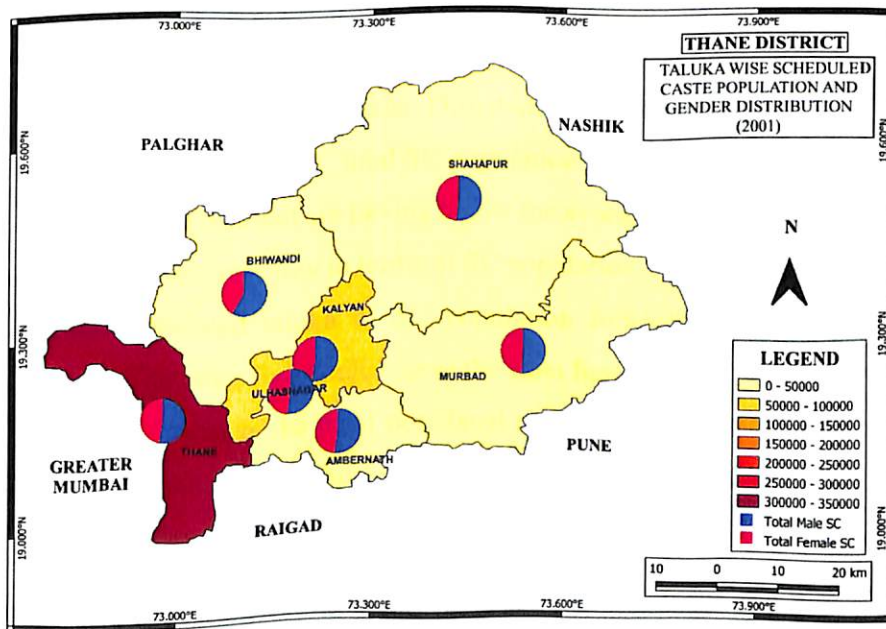 73.000°E 73.300°E 73.600°E 73.900°E
THANE DISTRICT
TALUKA WISE SCHEDULED
CASTE POPULATION AND
GENDER DISTRIBUTION
(2001)
19.600°N 19.600°N
PALGHAR
NASHIK
SHAHAPUR
N
BHIWANDI
KALYAN
19.300°N 19.300°N
MURBAD
ULHASNAGAR
THANE
AMBERNATH
GREATER
MUMBAI
PUNE
RAIGAD
19.000°N 19.000°N
LEGEND
0 - 50000
50000 - 100000
100000 - 150000
150000 - 200000
200000 - 250000
250000 - 300000
300000 - 350000
Total Male SC
Total Female SC
10 0 10 20 km
73.000°E 73.300°E 73.600°E 73.900°E